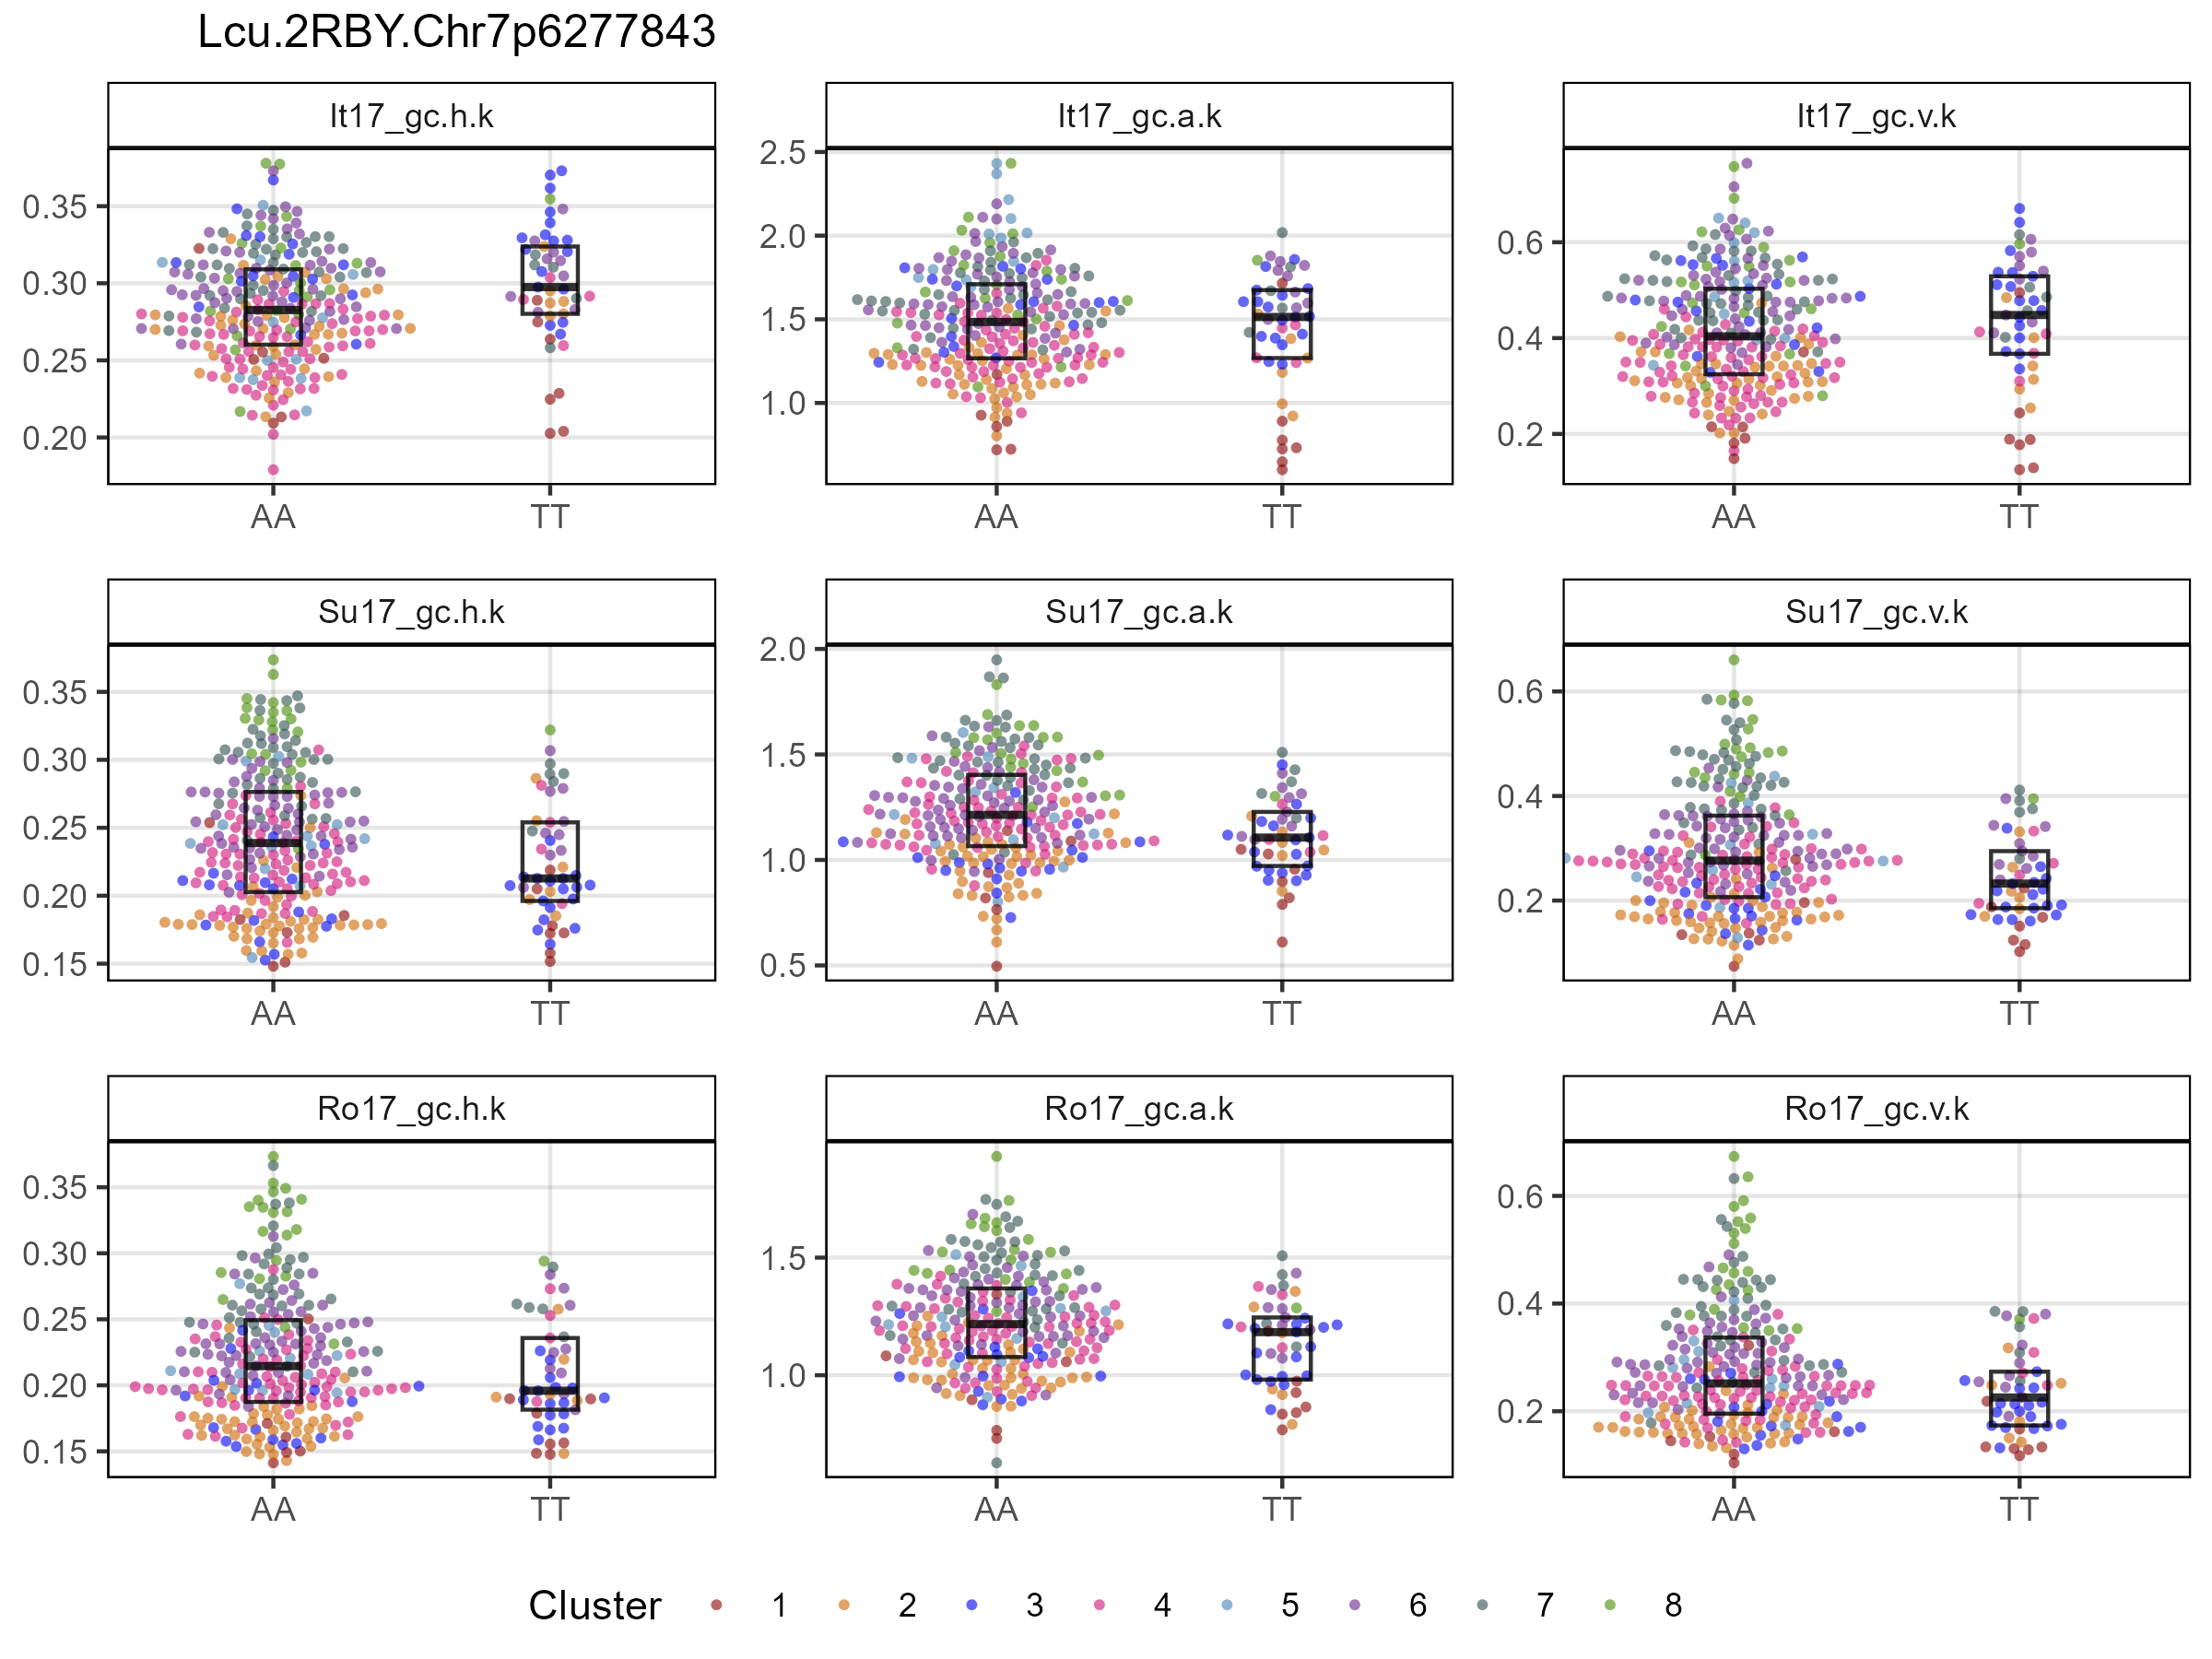 Lcu.2RBY.Chr7p6277843
It17_gc.h.k
It17_gc.a.k
It17_gc.v.k
0.35
0.30
0.25
0.20
AA
TT
2.5
2.0
1.5
1.0
AA
TT
0.6
0.4
0.2
AA
TT
Su17_gc.h.k
Su17_gc.a.k
Su17_gc.v.k
0.35
0.30
0.25
0.20
0.15
AA
TT
2.0
1.5
1.0
0.5
AA
TT
0.6
0.4
0.2
AA
TT
Ro17_gc.h.k
Ro17_gc.a.k
Ro17_gc.v.k
0.35
0.30
0.25
0.20
0.15
AA
TT
1.5
1.0
AA
TT
0.6
0.4
0.2
AA
TT
Cluster 1 2 3 4 5 6 7 8